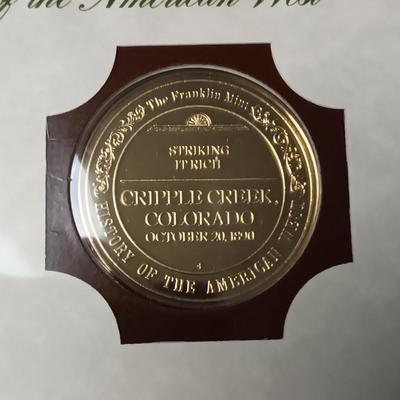 of the American West
The Franklin Mint
STRIKING
IT RICH
CRIPPLE CREEK,
COLORADO
OCTOBER 20, 1890
HISTORY OF THE AMERICAN WEST